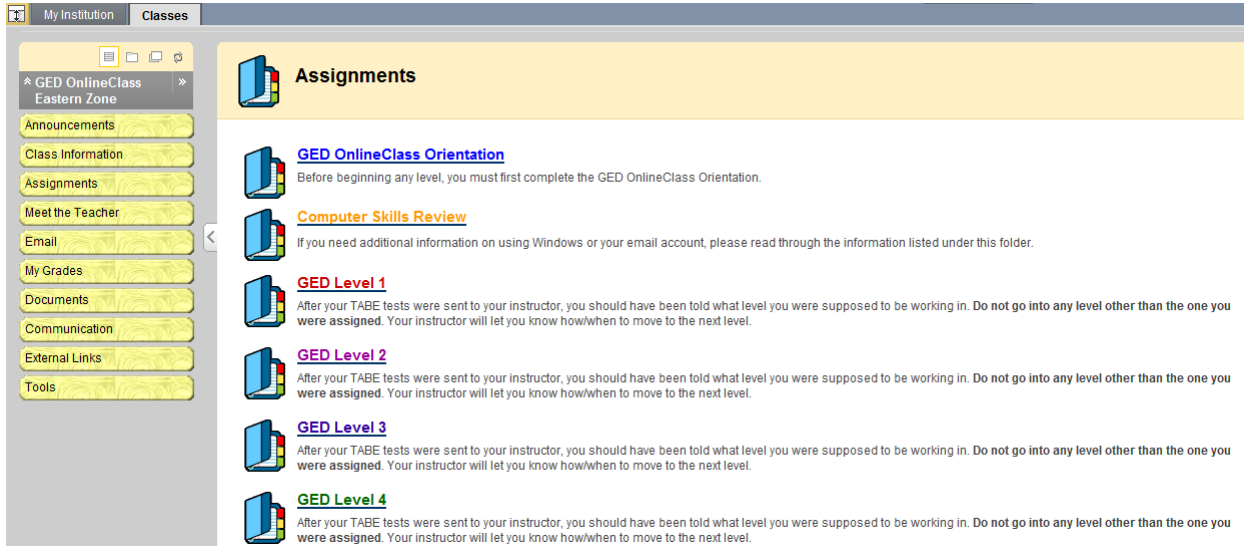 My Institution
Classes
GED OnlineClass
Eastern Zone
Announcements
Class Information
Assignments
Meet the Teacher
Email
My Grades
Documents
Communication
External Links
Tools
Assignments
GED OnlineClass Orientation
Before beginning any level, you must first complete the GED OnlineClass Orientation.
Computer Skills Review
If you need additional information on using Windows or your email account, please read through the information listed under this folder.
GED Level 1
After your TABE tests were sent to your instructor, you should have been told what level you were supposed to be working in. Do not go into any level other than the one you
were assigned. Your instructor will let you know how/when to move to the next level.
GED Level 2
After your TABE tests were sent to your instructor, you should have been told what level you were supposed to be working in. Do not go into any level other than the one you
were assigned. Your instructor will let you know how/when to move to the next level.
GED Level 3
After your TABE tests were sent to your instructor, you should have been told what level you were supposed to be working in. Do not go into any level other than the one you
were assigned. Your instructor will let you know how/when to move to the next level.
GED Level 4
After your TABE tests were sent to your instructor, you should have been told what level you were supposed to be working in. Do not go into any level other than the one you
were assigned. Your instructor will let you know how/when to move to the next level.